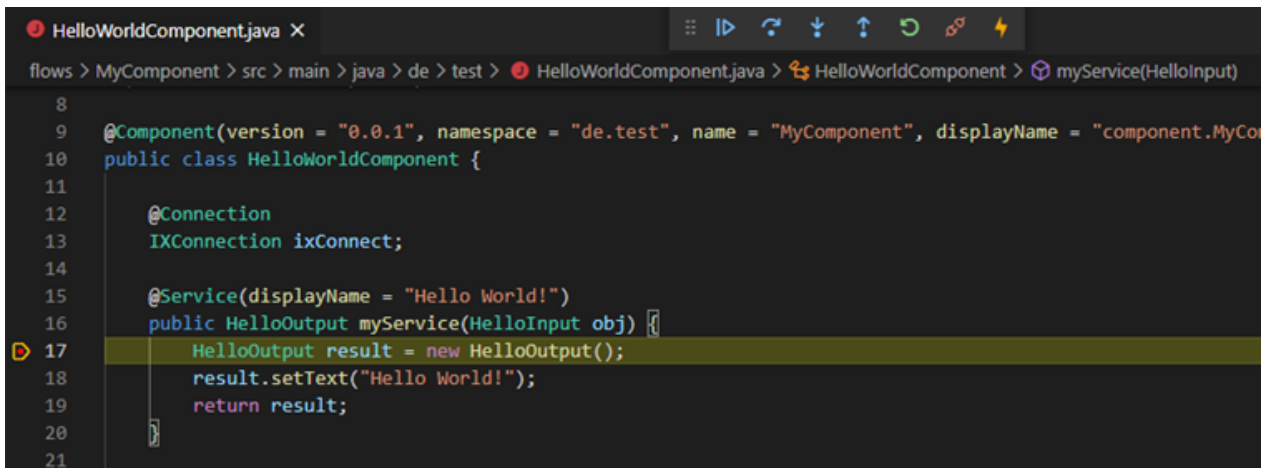 HelloWorldComponent.java
flows > MyComponent > src > main > java > de > test > HelloWorldComponent.java > HelloWorldComponent > myService(HelloInput)
8
9 @Component(version = "0.0.1", namespace = "de.test", name = "MyComponent", displayName = "component.MyCo
10 public class HelloWorldComponent {
11
12 @Connection
13 IXConnection ixConnect;
14
15 @Service(displayName = "Hello World!")
16 public HelloOutput myService(HelloInput obj) {
17 HelloOutput result = new HelloOutput();
18 result.setText("Hello World!");
19 return result;
20 }
21